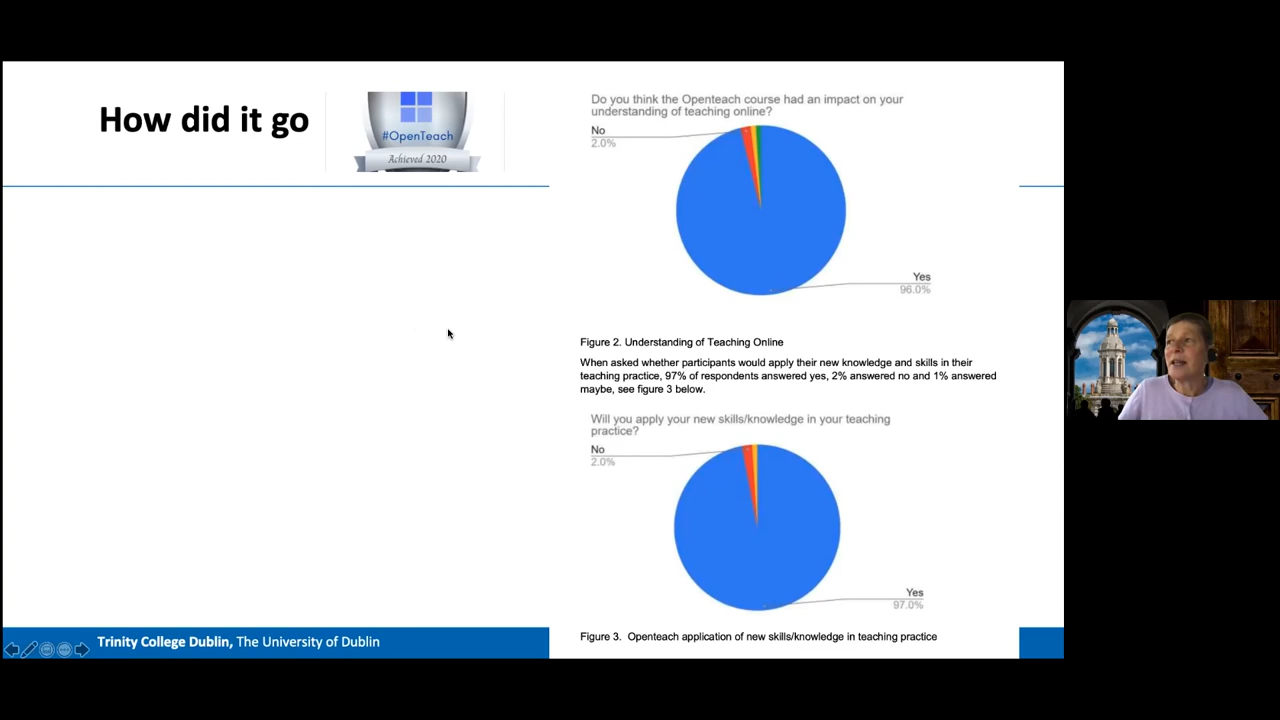 How did it go
#OpenTeach
Achieved 2020
Do you think the Openteach course had an impact on your
understanding of teaching online?
No
2.0%
Yes
96.0%
Figure 2. Understanding of Teaching Online
When asked whether participants would apply their new knowledge and skills in their
teaching practice, 97% of respondents answered yes, 2% answered no and 1% answered
maybe, see figure 3 below.
Will you apply your new skills/knowledge in your teaching
practice?
No
2.0%
Yes
97.0%
Figure 3. Openteach application of new skills/knowledge in teaching practice
Trinity College Dublin, The University of Dublin